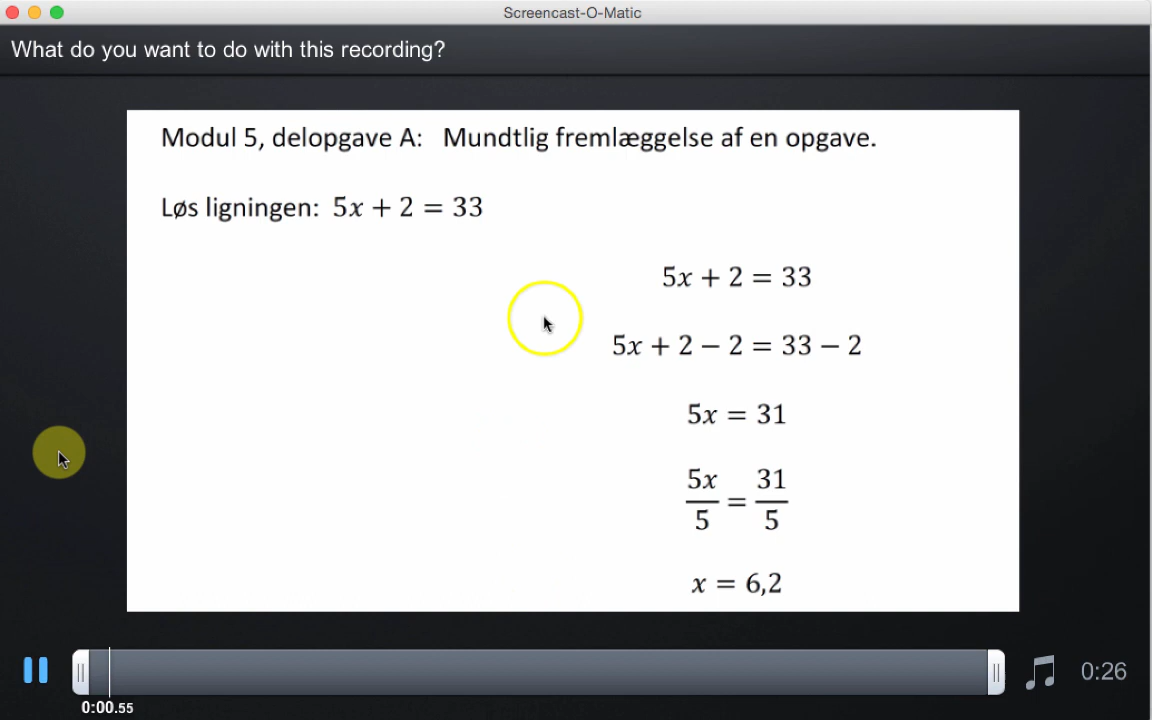 Screencast-O-Matic
What do you want to do with this recording?
Modul 5, delopgave A: Mundtlig fremlæggelse af en opgave.
Løs ligningen: 5x + 2 = 33
5x + 2 = 33
5x + 2 − 2 = 33 − 2
5x = 31
5x/5 = 31/5
x = 6,2
0:26
0:00.55